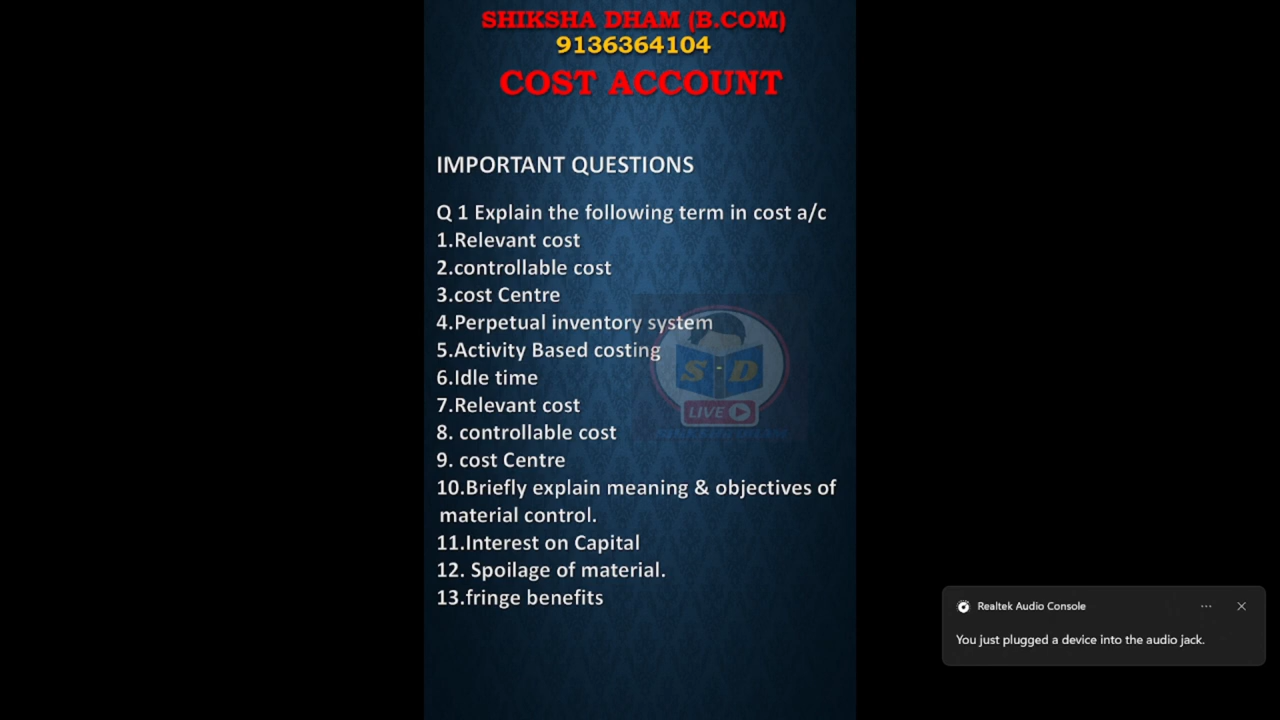 SHIKSHA DHAM (B.COM)
9136364104
COST ACCOUNT
IMPORTANT QUESTIONS
Q 1 Explain the following term in cost a/c
1.Relevant cost
2.controllable cost
3.cost Centre
4.Perpetual inventory system
5.Activity Based costing
6.Idle time
7.Relevant cost
8. controllable cost
9. cost Centre
10.Briefly explain meaning & objectives of
material control.
11.Interest on Capital
12. Spoilage of material.
13.fringe benefits
S D
LIVE
SHIKSHA DHAM
Realtek Audio Console
You just plugged a device into the audio jack.